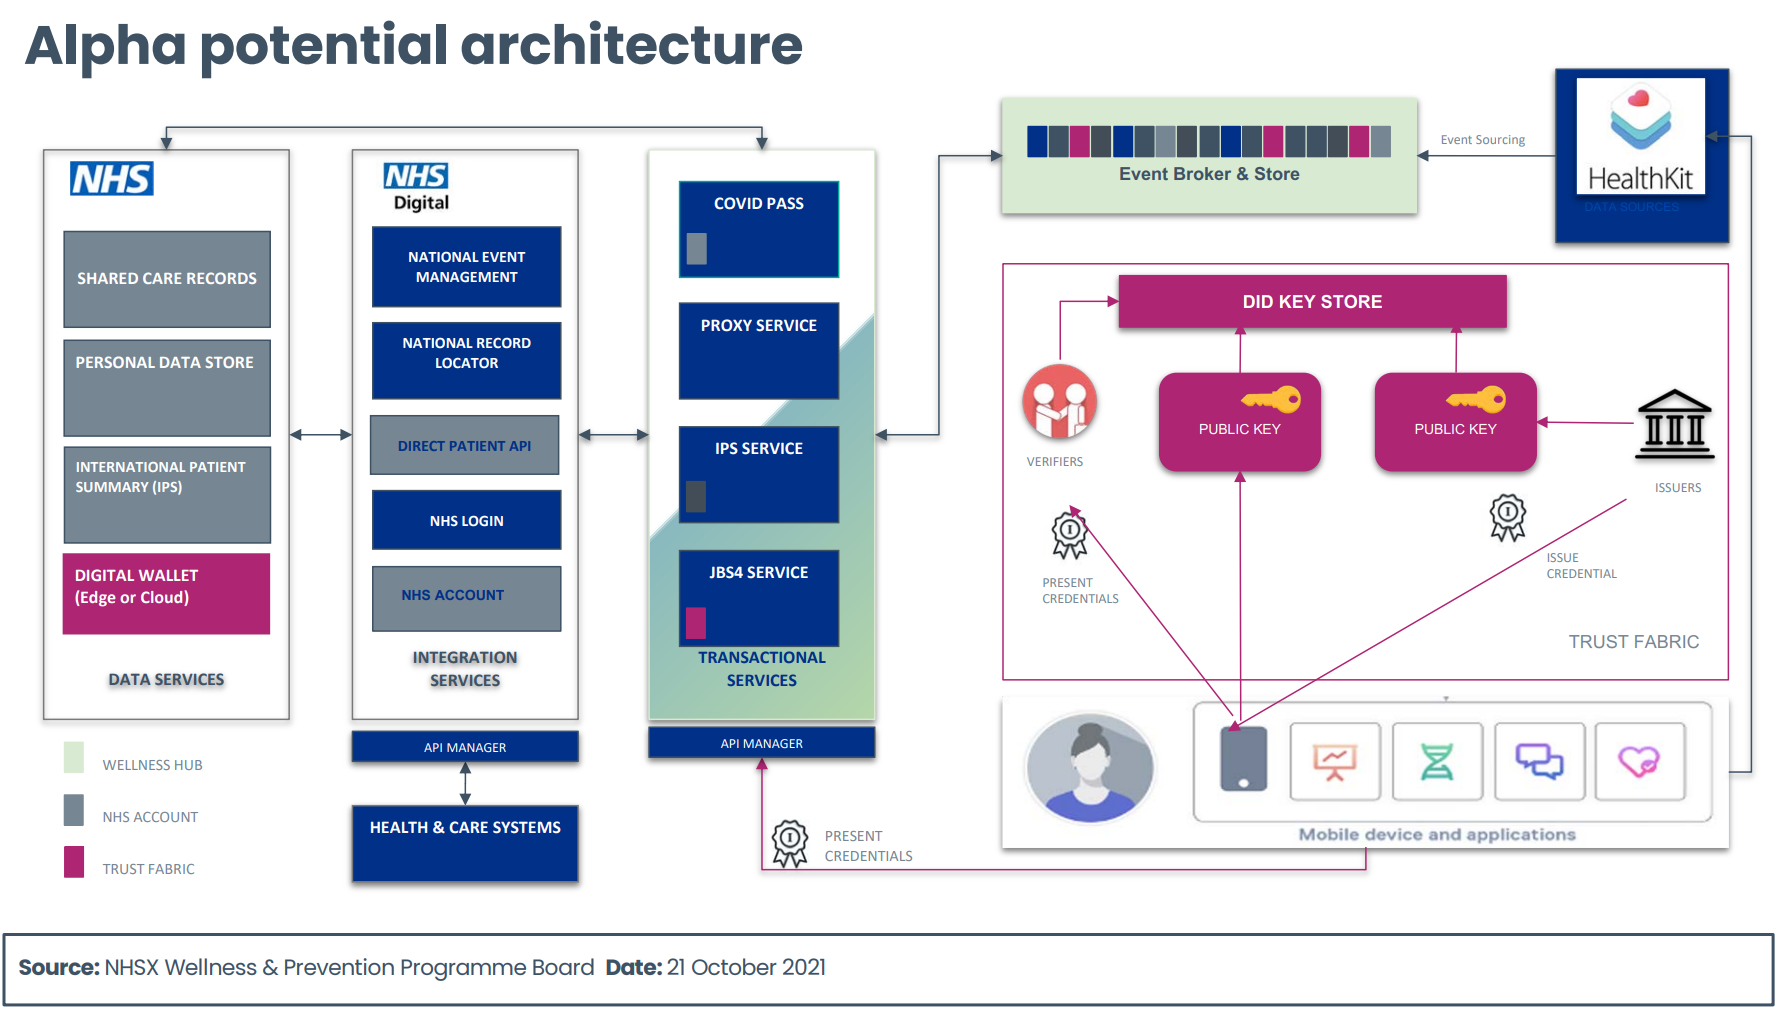 Alpha potential architecture
NHS
SHARED CARE RECORDS
PERSONAL DATA STORE
INTERNATIONAL PATIENT
SUMMARY (IPS)
DIGITAL WALLET
(Edge or Cloud)
DATA SERVICES
NHS
Digital
NATIONAL EVENT
MANAGEMENT
NATIONAL RECORD
LOCATOR
DIRECT PATIENT API
NHS LOGIN
NHS ACCOUNT
INTEGRATION
SERVICES
API MANAGER
HEALTH & CARE SYSTEMS
COVID PASS
PROXY SERVICE
IPS SERVICE
JBS4 SERVICE
TRANSACTIONAL
SERVICES
API MANAGER
PRESENT
CREDENTIALS
Event Broker & Store
Event Sourcing
HealthKit
DATA SOURCES
DID KEY STORE
PUBLIC KEY
PUBLIC KEY
VERIFIERS
ISSUERS
PRESENT
CREDENTIALS
ISSUE
CREDENTIAL
TRUST FABRIC
Mobile device and applications
WELLNESS HUB
NHS ACCOUNT
TRUST FABRIC
Source: NHSX Wellness & Prevention Programme Board Date: 21 October 2021